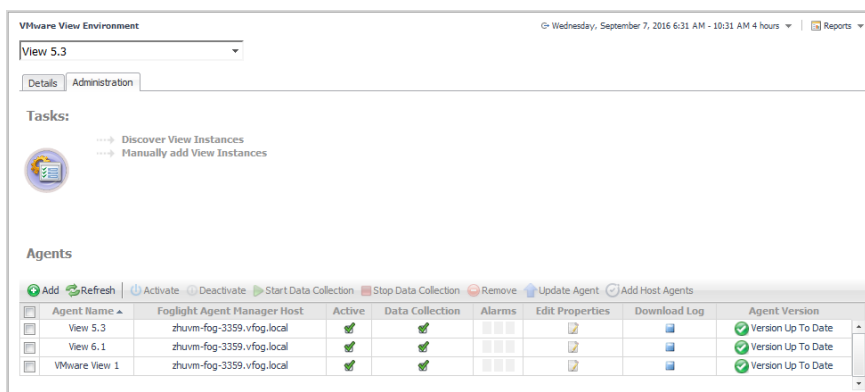 VMware View Environment
Wednesday, September 7, 2016 6:31 AM - 10:31 AM 4 hours | Reports
View 5.3
Details Administration
Tasks:
Discover View Instances
Manually add View Instances
Agents
Add Refresh | Activate Deactivate Start Data Collection Stop Data Collection Remove Update Agent Add Host Agents
Agent Name Foglight Agent Manager Host Active Data Collection Alarms Edit Properties Download Log Agent Version
View 5.3 zhuvm-fog-3359.vfog.local Version Up To Date
View 6.1 zhuvm-fog-3359.vfog.local Version Up To Date
VMware View 1 zhuvm-fog-3359.vfog.local Version Up To Date